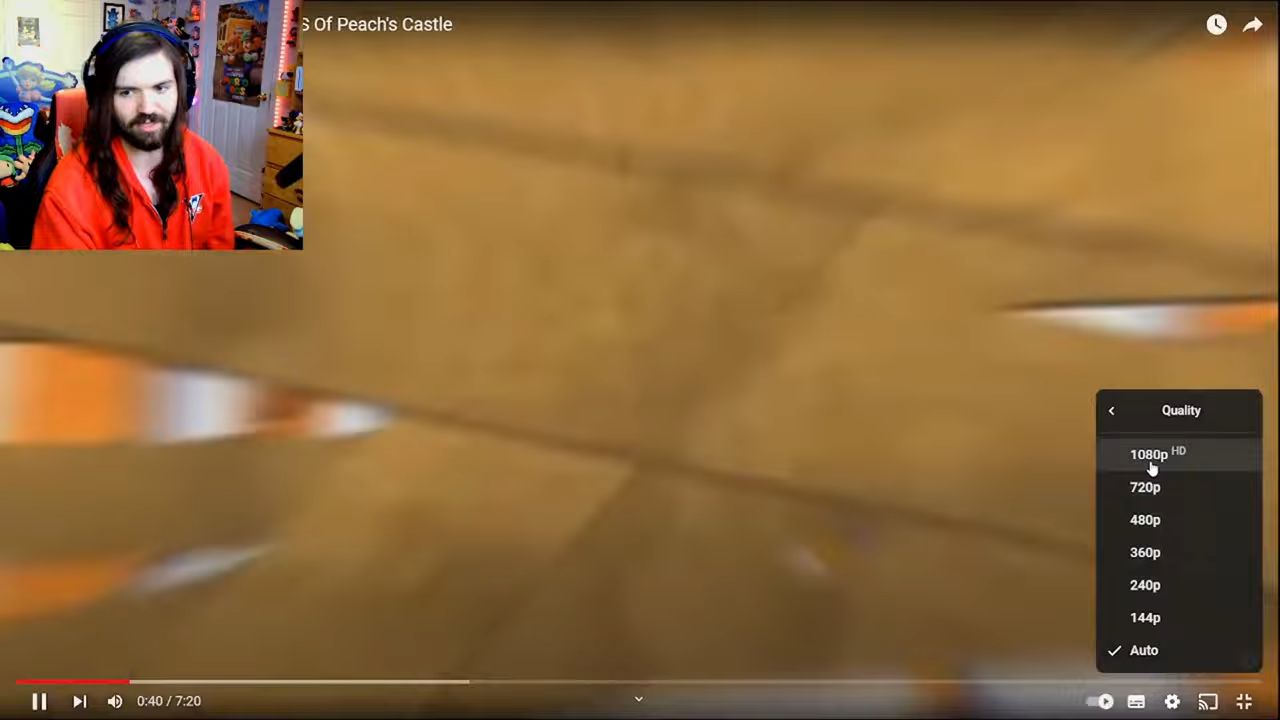 S Of Peach's Castle
Quality
1080p HD
720p
480p
360p
240p
144p
Auto
0:40 / 7:20